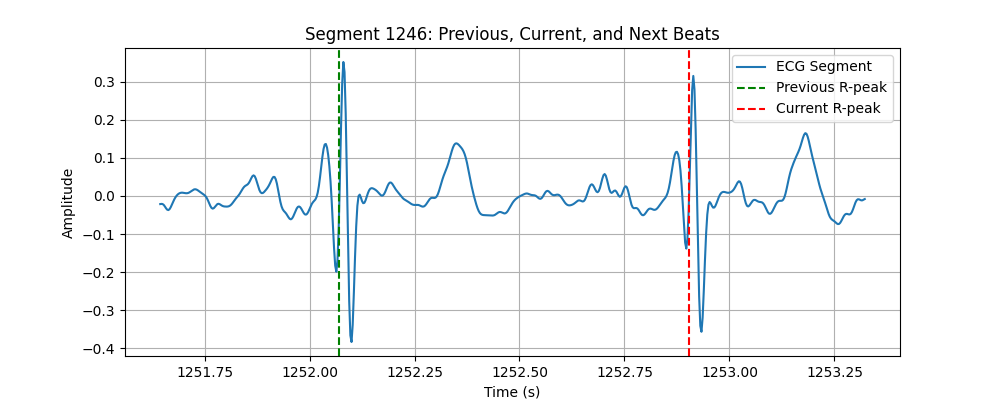 Segment 1246: Previous, Current, and Next Beats
ECG Segment
Previous R-peak
Current R-peak
Amplitude
0.3
0.2
0.1
0.0
−0.1
−0.2
−0.3
−0.4
1251.75 1252.00 1252.25 1252.50 1252.75 1253.00 1253.25
Time (s)